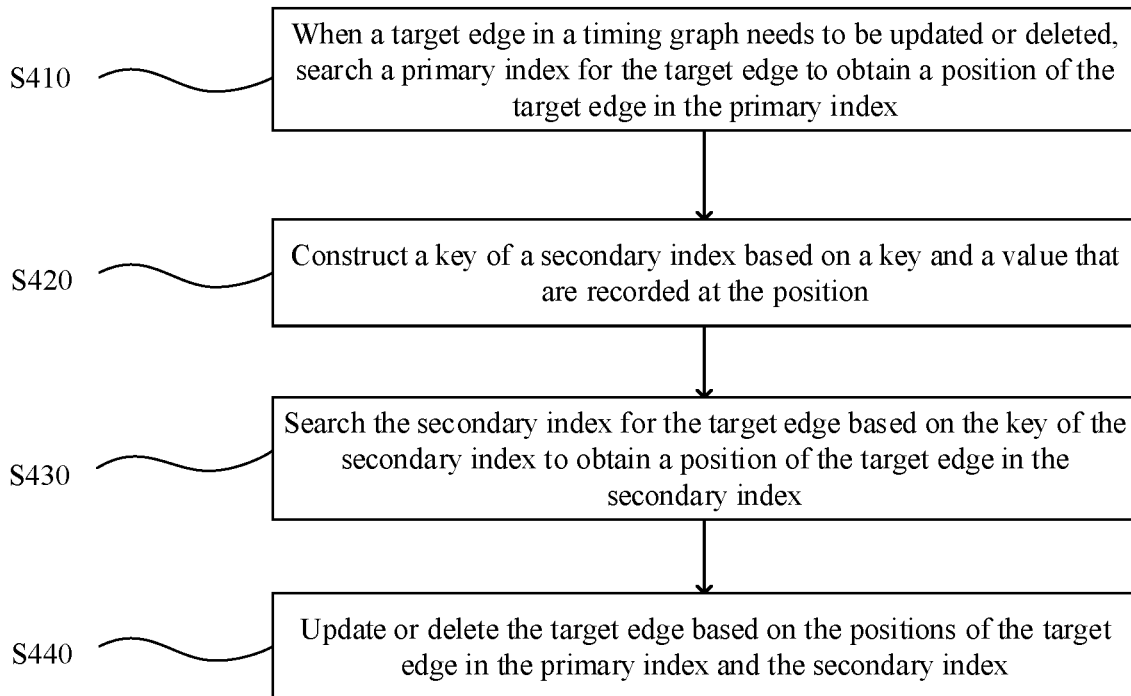 S410
When a target edge in a timing graph needs to be updated or deleted,
search a primary index for the target edge to obtain a position of the
target edge in the primary index
S420
Construct a key of a secondary index based on a key and a value that
are recorded at the position
S430
Search the secondary index for the target edge based on the key of the
secondary index to obtain a position of the target edge in the
secondary index
S440
Update or delete the target edge based on the positions of the target
edge in the primary index and the secondary index